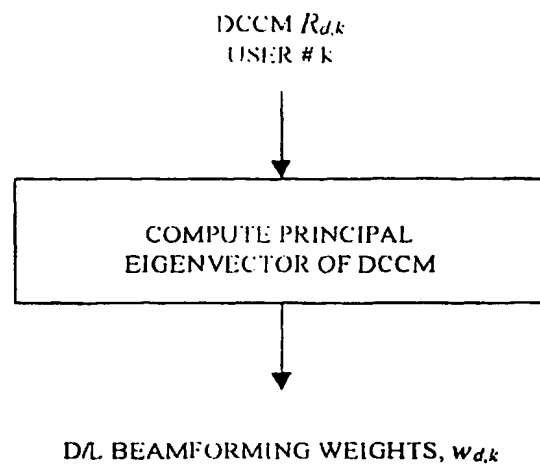 DCCM Rd,k
USER # k
COMPUTE PRINCIPAL
EIGENVECTOR OF DCCM
D/L BEAMFORMING WEIGHTS, wd,k